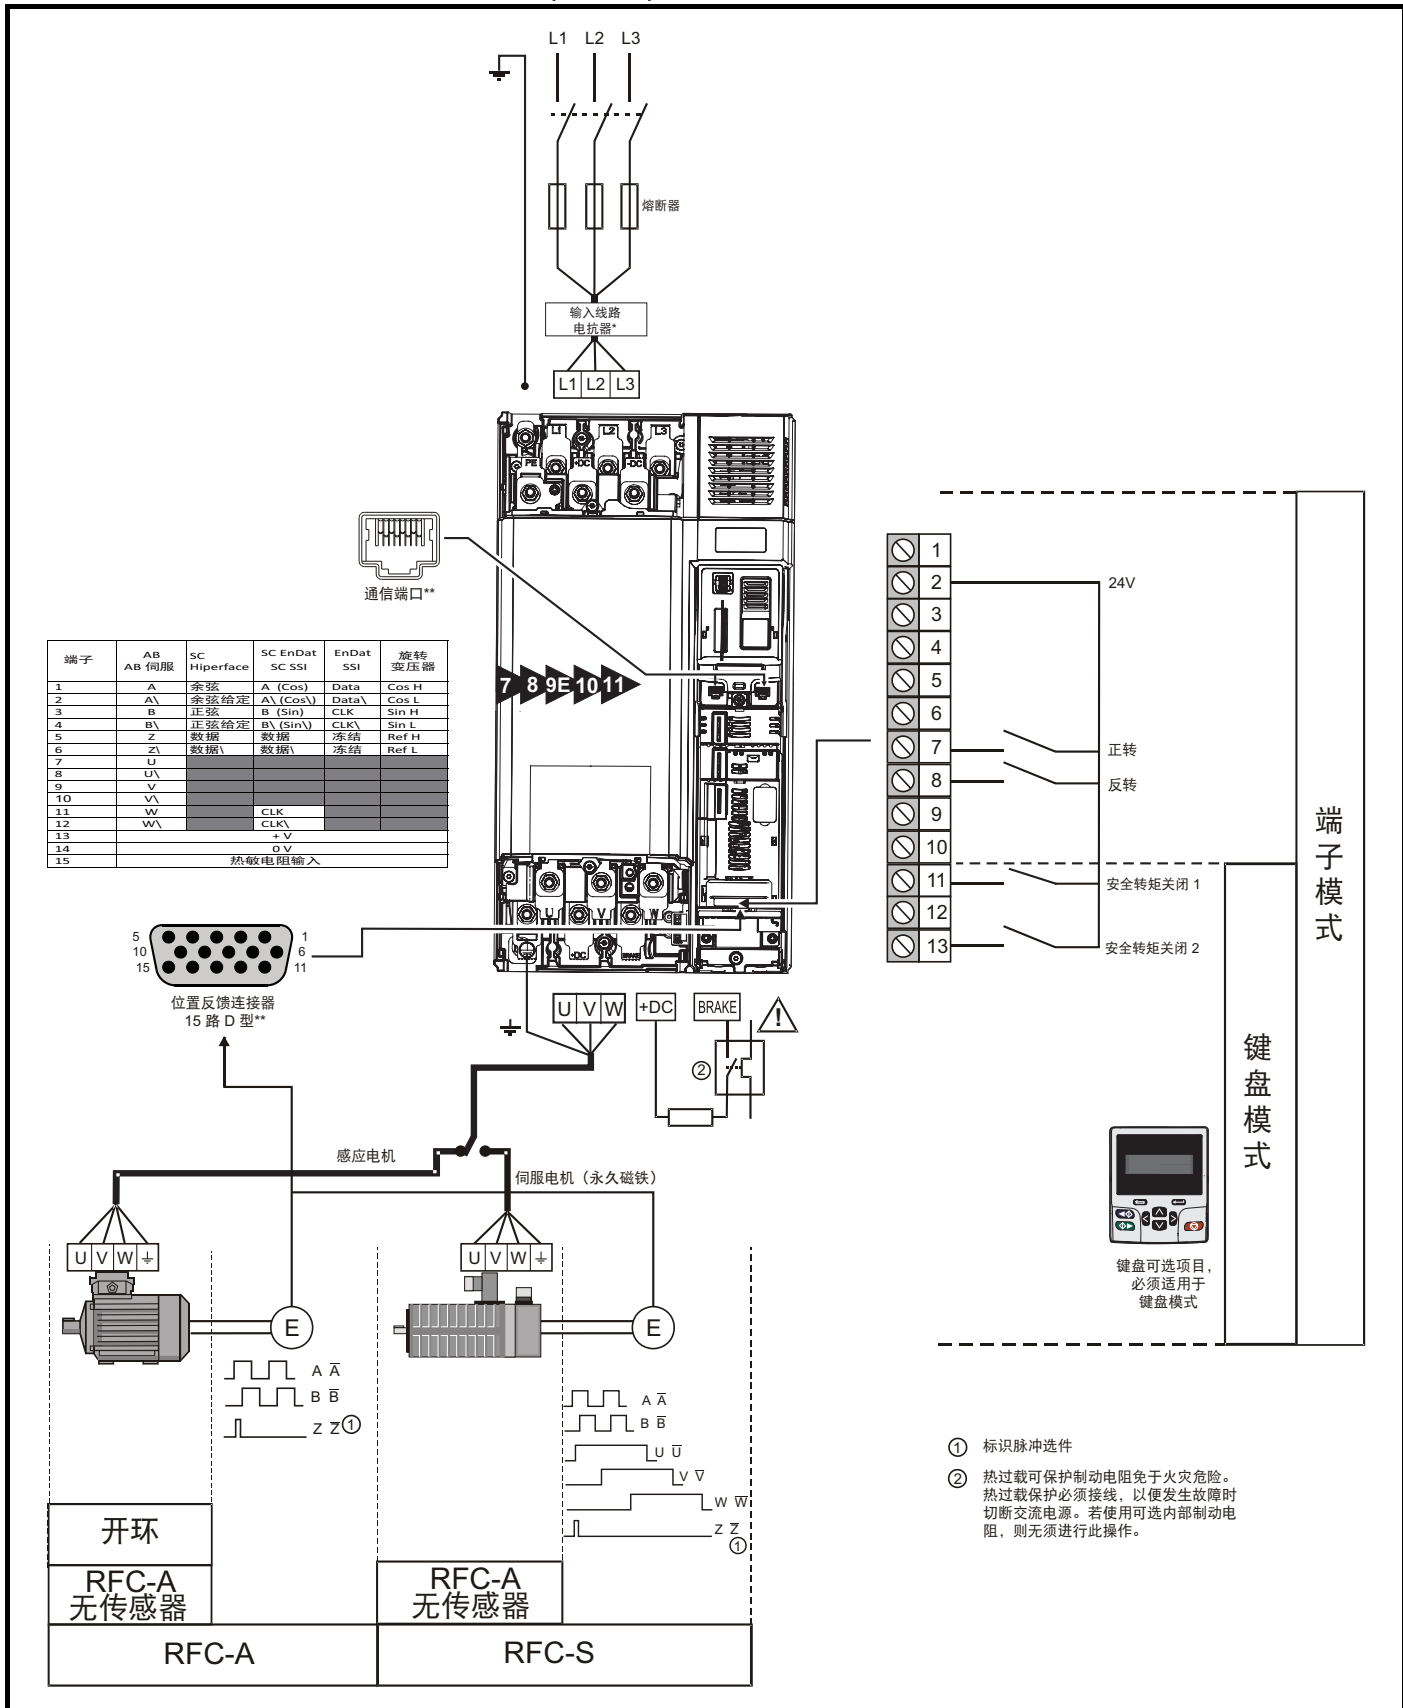 L1 L2 L3
熔断器
输入线路
电抗器*
L1 L2 L3
L1 L2 L3
PE +DC -DC
通信端口**
7 8 9E 10 11
端子 AB AB 伺服 SC Hiperface SC EnDat SC SSI EnDat SSI 旋转变压器
1 A 余弦 A (Cos) Data Cos H
2 A\ 余弦给定 A\ (Cos\) Data\ Cos L
3 B 正弦 B (Sin) CLK Sin H
4 B\ 正弦给定 B\ (Sin\) CLK\ Sin L
5 Z 数据 数据 冻结 Ref H
6 Z\ 数据\ 数据\ 冻结 Ref L
7 U
8 U\
9 V
10 V\
11 W CLK
12 W\ CLK\
13 + V
14 0 V
15 热敏电阻输入
1
2 24V
3
4
5
6
7 正转
8 反转
9
10
11 安全转矩关闭 1
12
13 安全转矩关闭 2
端子模式
键盘模式
U V W
+DC BRAKE
5 1
10 6
15 11
位置反馈连接器
15 路 D 型**
U V W +DC BRAKE
②
感应电机
伺服电机（永久磁铁）
U V W
U V W
E
E
A A̅
B B̅
Z Z̅ ①
A A̅
B B̅
U U̅
V V̅
W W̅
Z Z̅
①
键盘可选项目，
必须适用于
键盘模式
① 标识脉冲选件
② 热过载可保护制动电阻免于火灾危险。
热过载保护必须接线，以便发生故障时
切断交流电源。若使用可选内部制动电
阻，则无须进行此操作。
开环
RFC-A
无传感器
RFC-A
无传感器
RFC-A
RFC-S